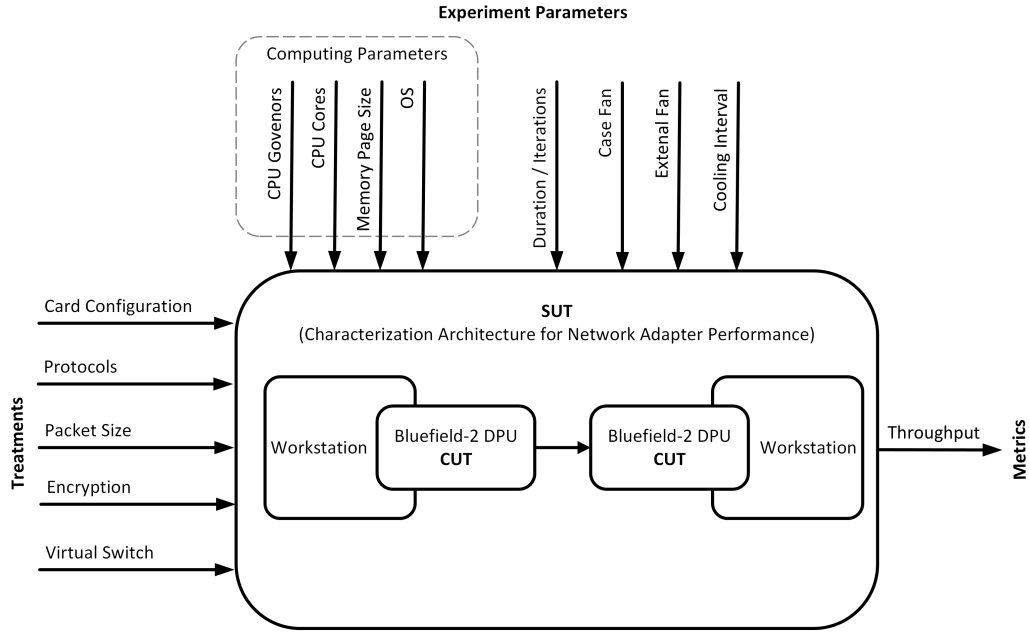 Experiment Parameters
Computing Parameters
CPU Govenors
CPU Cores
Memory Page Size
OS
Duration / Iterations
Case Fan
Extenal Fan
Cooling Interval
Treatments
Card Configuration
Protocols
Packet Size
Encryption
Virtual Switch
SUT
(Characterization Architecture for Network Adapter Performance)
Workstation
Bluefield-2 DPU
CUT
Bluefield-2 DPU
CUT
Workstation
Throughput
Metrics